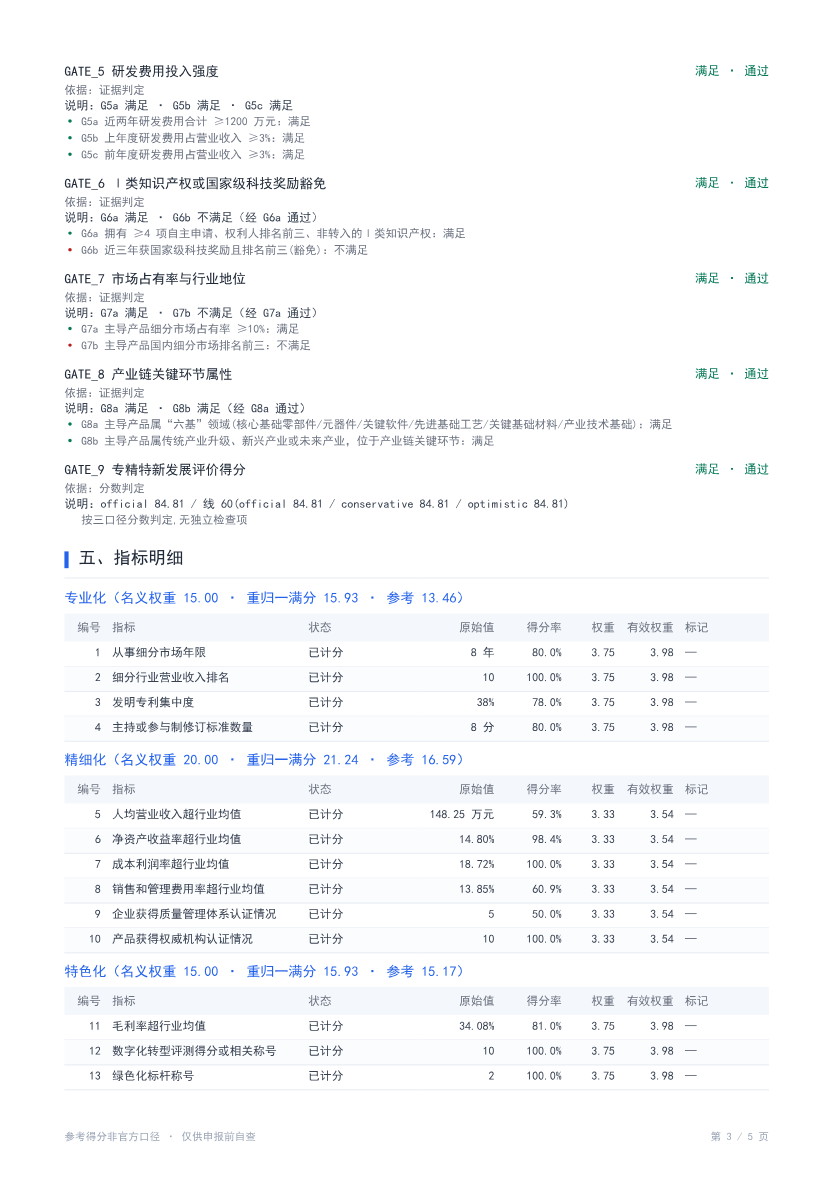 GATE_5 研发费用投入强度 满足 · 通过
依据：证据判定
说明：G5a 满足 · G5b 满足 · G5c 满足
• G5a 近两年研发费用合计 ≥1200 万元：满足
• G5b 上年度研发费用占营业收入 ≥3%：满足
• G5c 前年度研发费用占营业收入 ≥3%：满足
GATE_6 Ⅰ类知识产权或国家级科技奖励豁免 满足 · 通过
依据：证据判定
说明：G6a 满足 · G6b 不满足（经 G6a 通过）
• G6a 拥有 ≥4 项自主申请、权利人排名前三、非转入的Ⅰ类知识产权：满足
• G6b 近三年获国家级科技奖励且排名前三(豁免)：不满足
GATE_7 市场占有率与行业地位 满足 · 通过
依据：证据判定
说明：G7a 满足 · G7b 不满足（经 G7a 通过）
• G7a 主导产品细分市场占有率 ≥10%：满足
• G7b 主导产品国内细分市场排名前三：不满足
GATE_8 产业链关键环节属性 满足 · 通过
依据：证据判定
说明：G8a 满足 · G8b 满足（经 G8a 通过）
• G8a 主导产品属“六基”领域(核心基础零部件/元器件/关键软件/先进基础工艺/关键基础材料/产业技术基础)：满足
• G8b 主导产品属传统产业升级、新兴产业或未来产业，位于产业链关键环节：满足
GATE_9 专精特新发展评价得分 满足 · 通过
依据：分数判定
说明：official 84.81 / 线 60(official 84.81 / conservative 84.81 / optimistic 84.81)
按三口径分数判定，无独立检查项
五、指标明细
专业化（名义权重 15.00 · 重归一满分 15.93 · 参考 13.46）
编号 指标 状态 原始值 得分率 权重 有效权重 标记
1 从事细分市场年限 已计分 8 年 80.0% 3.75 3.98 —
2 细分行业营业收入排名 已计分 10 100.0% 3.75 3.98 —
3 发明专利集中度 已计分 38% 78.0% 3.75 3.98 —
4 主持或参与制修订标准数量 已计分 8 分 80.0% 3.75 3.98 —
精细化（名义权重 20.00 · 重归一满分 21.24 · 参考 16.59）
编号 指标 状态 原始值 得分率 权重 有效权重 标记
5 人均营业收入超行业均值 已计分 148.25 万元 59.3% 3.33 3.54 —
6 净资产收益率超行业均值 已计分 14.80% 98.4% 3.33 3.54 —
7 成本利润率超行业均值 已计分 18.72% 100.0% 3.33 3.54 —
8 销售和管理费用率超行业均值 已计分 13.85% 60.9% 3.33 3.54 —
9 企业获得质量管理体系认证情况 已计分 5 50.0% 3.33 3.54 —
10 产品获得权威机构认证情况 已计分 10 100.0% 3.33 3.54 —
特色化（名义权重 15.00 · 重归一满分 15.93 · 参考 15.17）
编号 指标 状态 原始值 得分率 权重 有效权重 标记
11 毛利率超行业均值 已计分 34.08% 81.0% 3.75 3.98 —
12 数字化转型评测得分或相关称号 已计分 10 100.0% 3.75 3.98 —
13 绿色化标杆称号 已计分 2 100.0% 3.75 3.98 —
参考得分非官方口径 · 仅供申报前自查 第 3 / 5 页